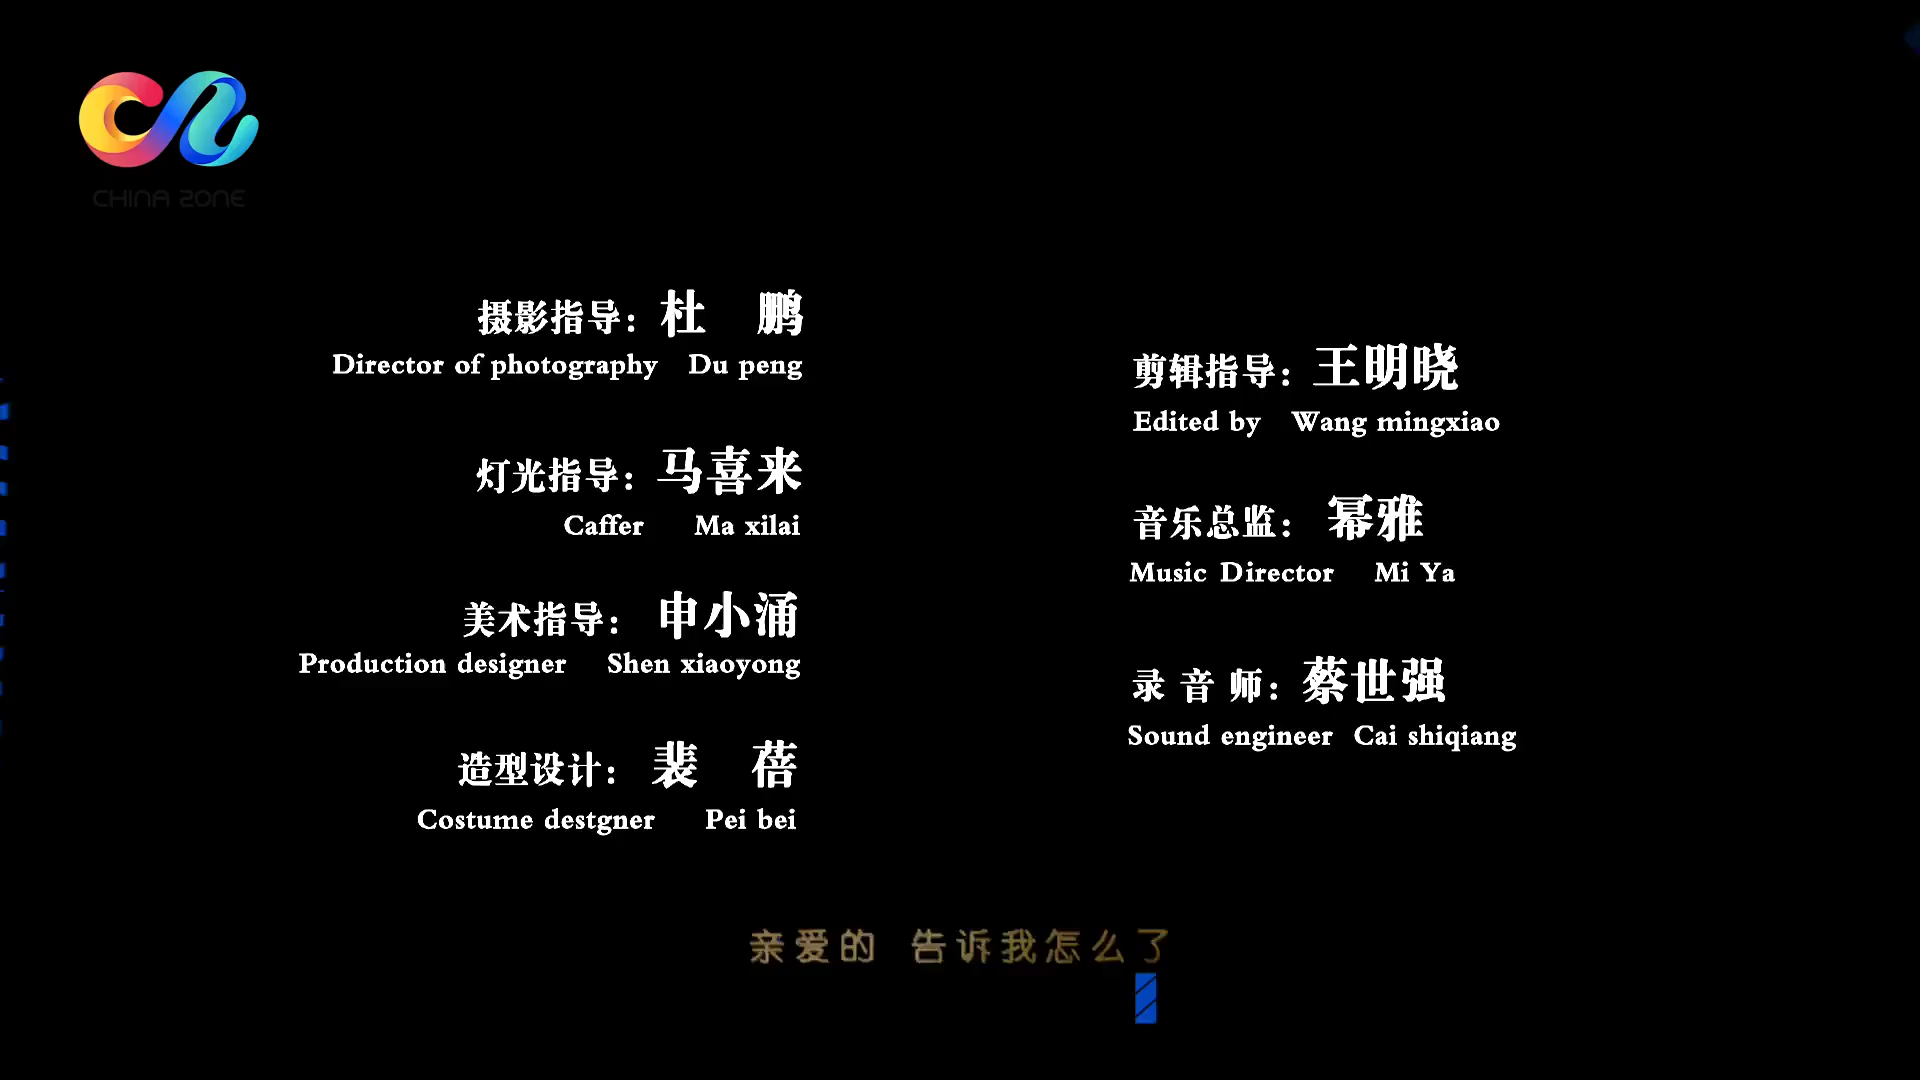 CHINA ZONE
摄影指导：杜 鹏
Director of photography Du peng
灯光指导：马喜来
Caffer Ma xilai
美术指导：申小涌
Production designer Shen xiaoyong
造型设计：裴 蓓
Costume destgner Pei bei
剪辑指导：王明晓
Edited by Wang mingxiao
音乐总监：幂雅
Music Director Mi Ya
录 音 师：蔡世强
Sound engineer Cai shiqiang
亲爱的 告诉我怎么了